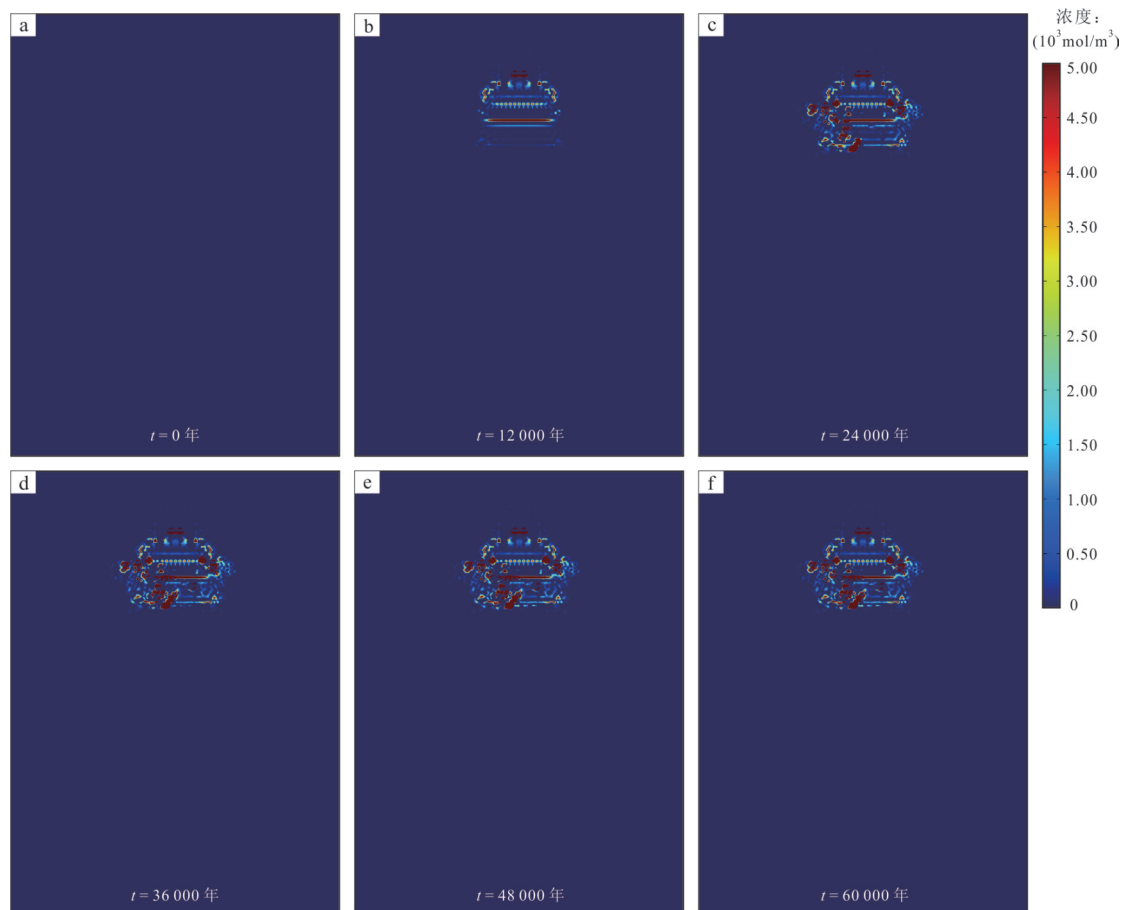 a
b
c
浓度：
(10³mol/m³)
5.00
4.50
4.00
3.50
3.00
2.50
2.00
1.50
1.00
0.50
0
t = 0 年
t = 12 000 年
t = 24 000 年
d
e
f
t = 36 000 年
t = 48 000 年
t = 60 000 年